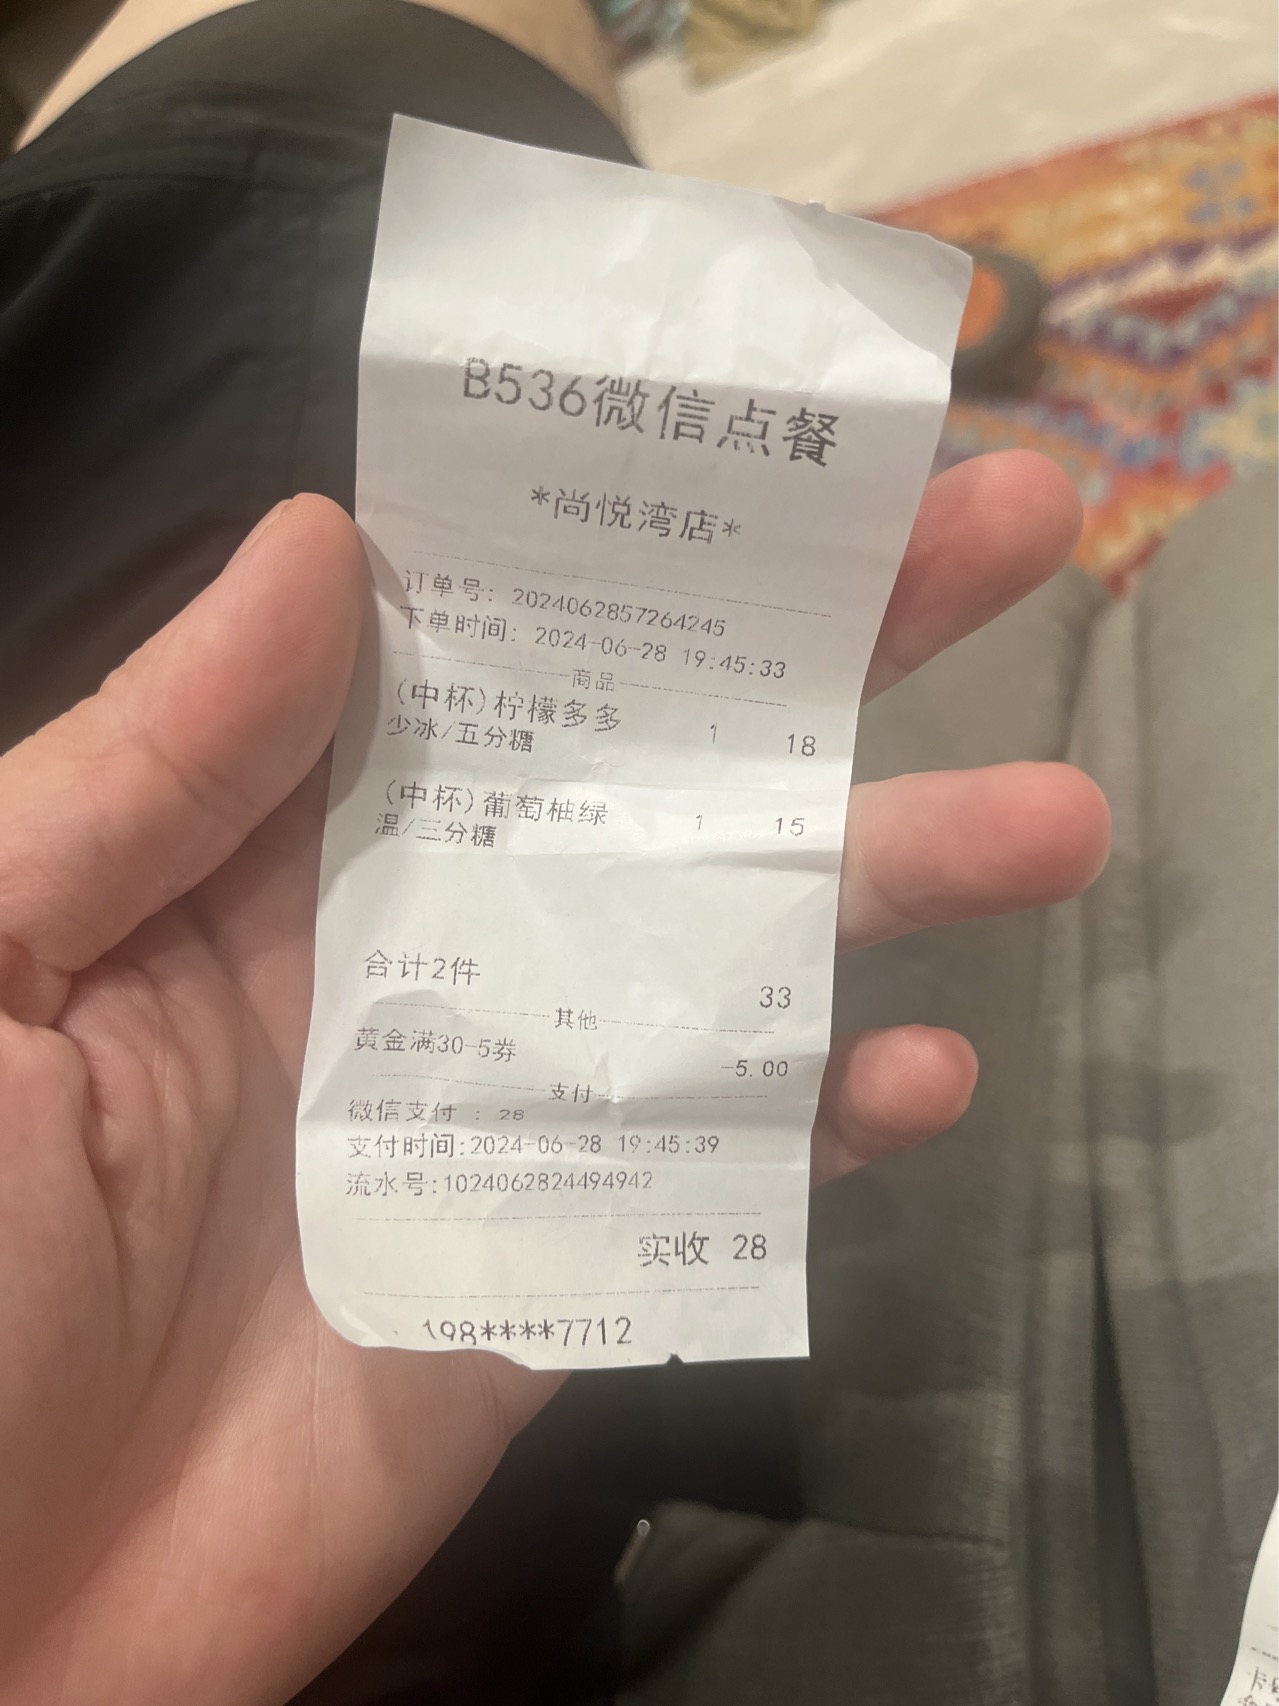 B536微信点餐
*尚悦湾店*
订单号: 2024062857264245
下单时间: 2024-06-28 19:45:33
商品
(中杯)柠檬多多 1 18
少冰/五分糖
(中杯)葡萄柚绿 1 15
温/三分糖
合计2件 33
其他
黄金满30-5券 -5.00
支付
微信支付 : 28
支付时间:2024-06-28 19:45:39
流水号:1024062824494942
实收 28
198****7712